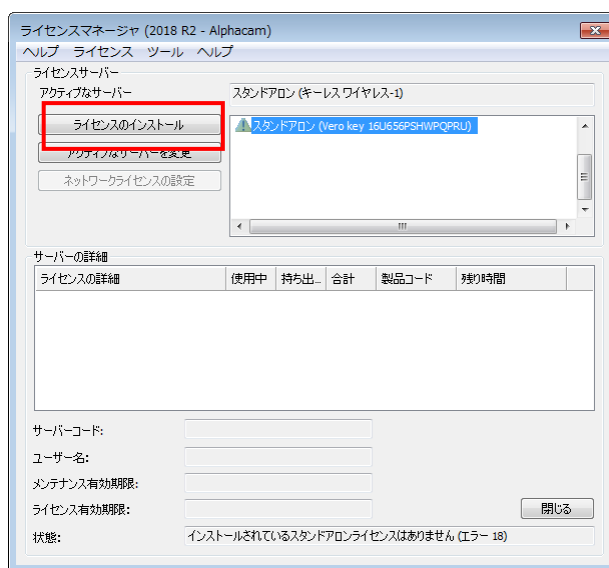 ライセンスマネージャ (2018 R2 - Alphacam)
ヘルプ ライセンス ツール ヘルプ
ライセンスサーバー
アクティブなサーバー
スタンドアロン (キーレス ワイヤレス-1)
ライセンスのインストール
スタンドアロン (Vero key 16U656PSHWPQPRU)
アクティブなサーバーを変更
ネットワークライセンスの設定
サーバーの詳細
ライセンスの詳細 使用中 持ち出... 合計 製品コード 残り時間
サーバーコード:
ユーザー名:
メンテナンス有効期限:
ライセンス有効期限:
閉じる
状態:
インストールされているスタンドアロンライセンスはありません (エラー 18)